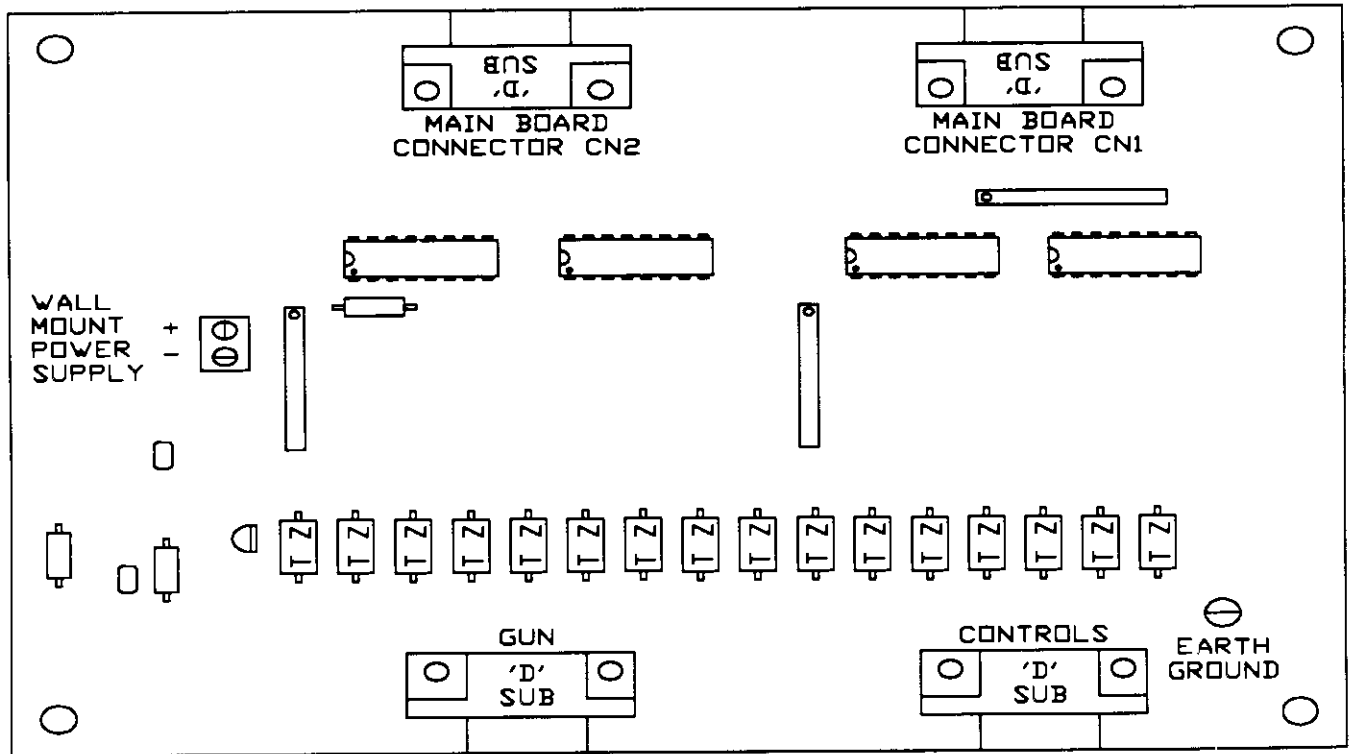 SUB
'D'
MAIN BOARD
CONNECTOR CN2
SUB
'D'
MAIN BOARD
CONNECTOR CN1
WALL
MOUNT +
POWER -
SUPPLY
T Z T Z T Z T Z T Z T Z T Z T Z T Z T Z T Z T Z T Z T Z T Z T Z
GUN
'D'
SUB
CONTROLS
'D'
SUB
EARTH
GROUND